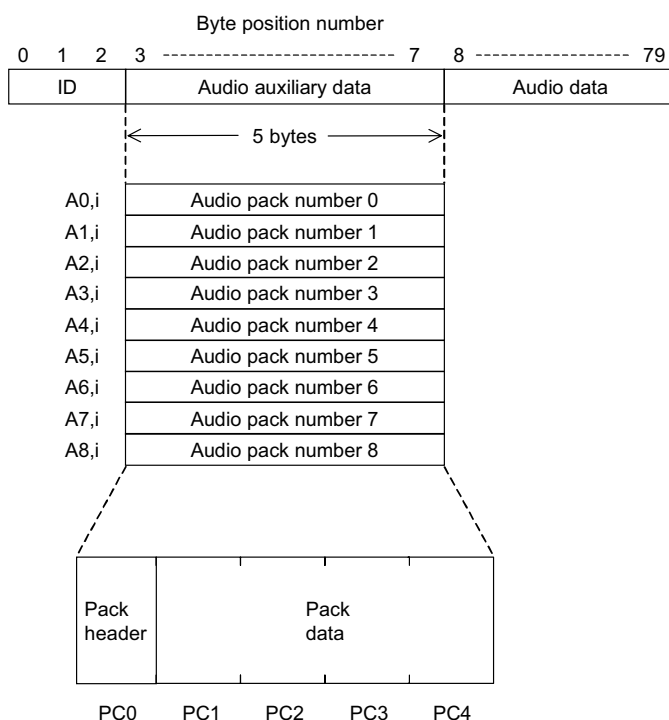 Byte position number
0 1 2 3 7 8 79
ID Audio auxiliary data Audio data
5 bytes
A0,i Audio pack number 0
A1,i Audio pack number 1
A2,i Audio pack number 2
A3,i Audio pack number 3
A4,i Audio pack number 4
A5,i Audio pack number 5
A6,i Audio pack number 6
A7,i Audio pack number 7
A8,i Audio pack number 8
Pack header
Pack data
PC0 PC1 PC2 PC3 PC4